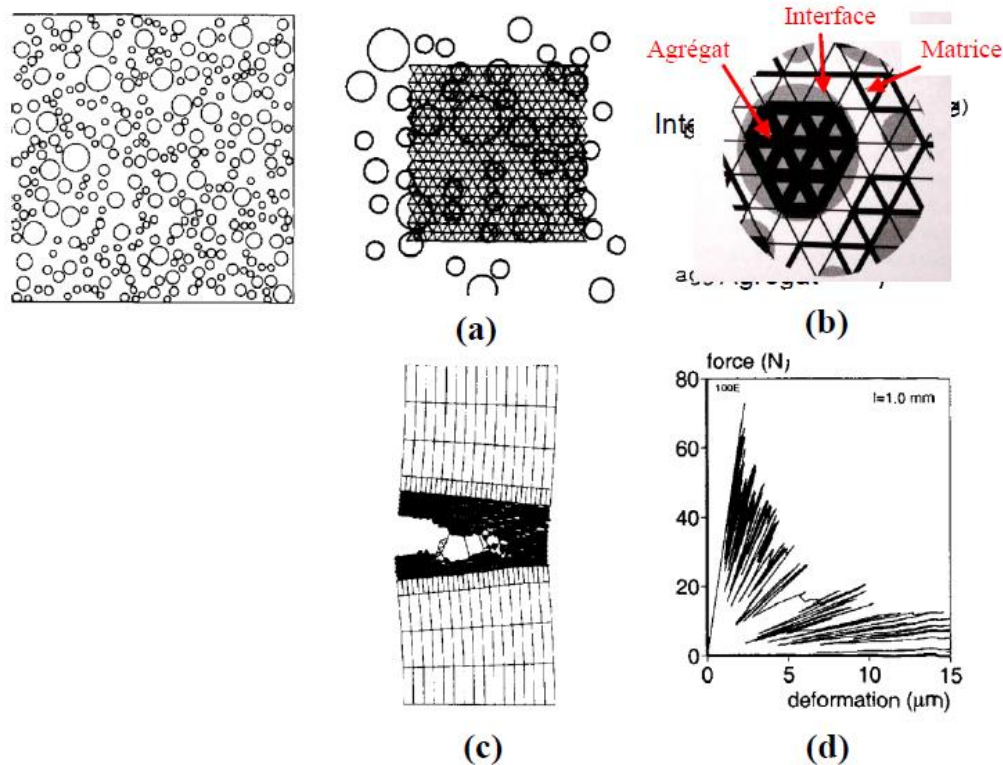 Interface
Agrégat
Matrice
Inte
(a)
(b)
force (N)
80
100E
l=1.0 mm
60
40
20
0
0
5
10
15
deformation (μm)
(c)
(d)